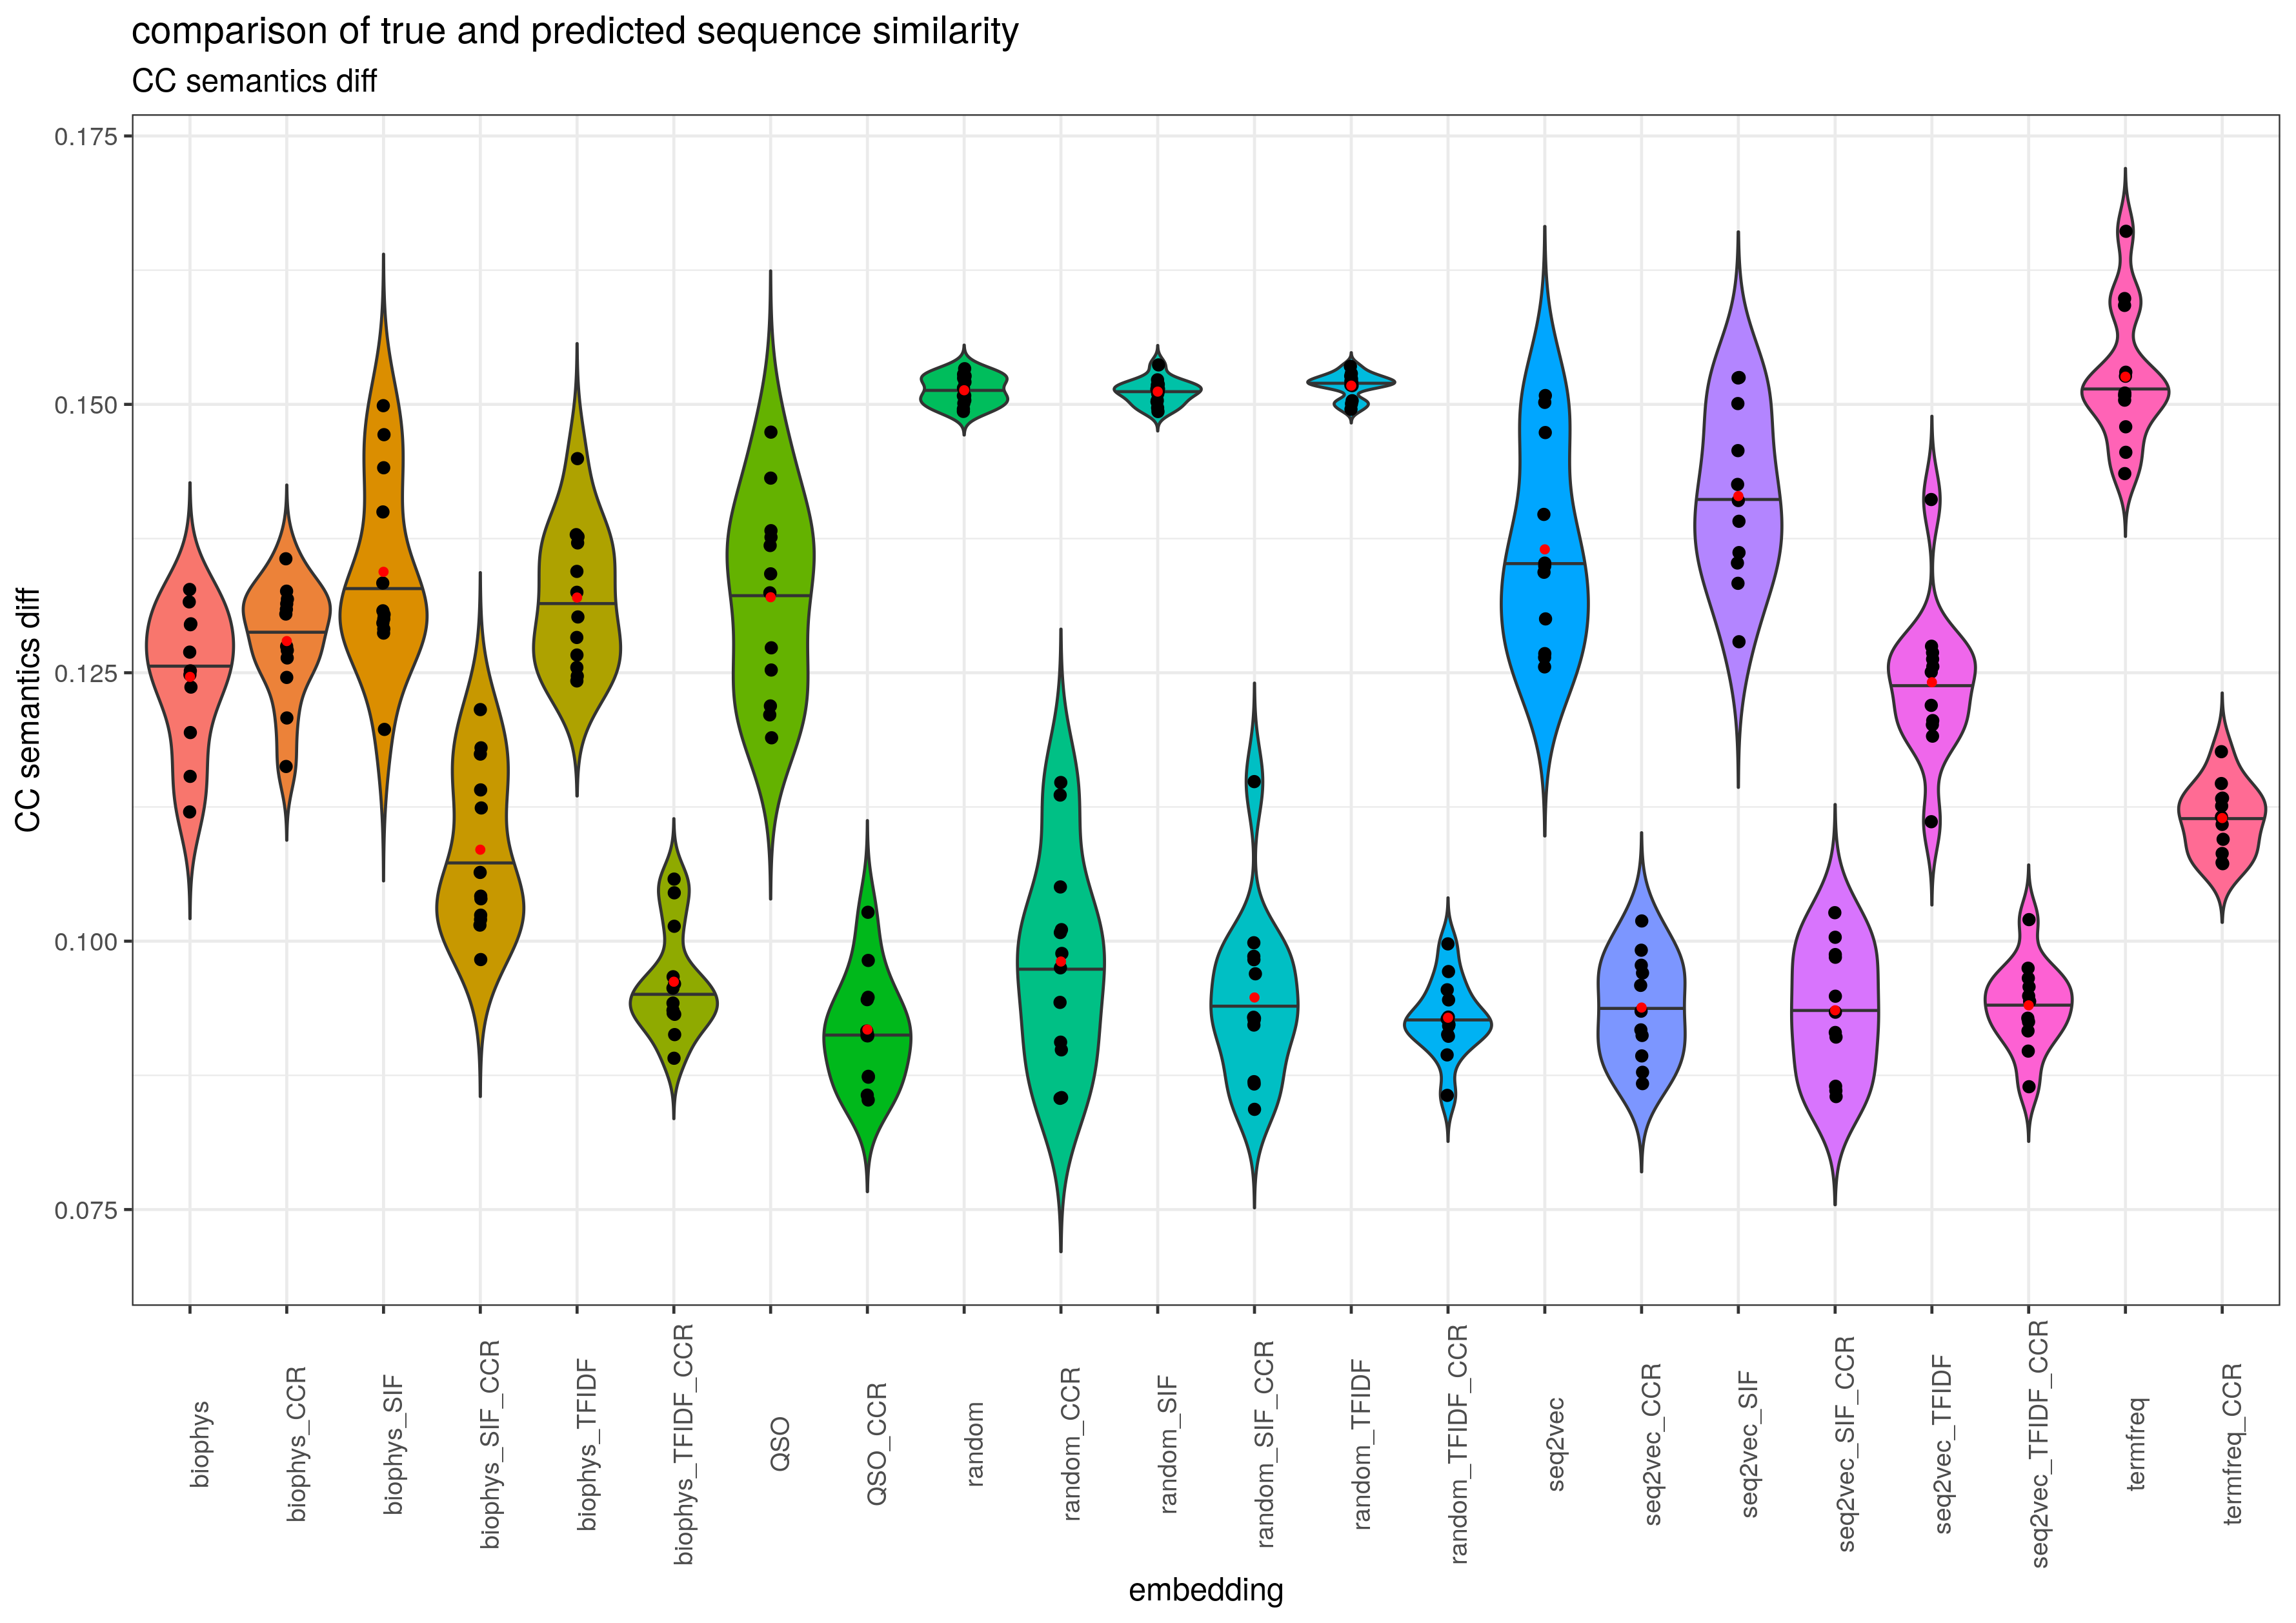 comparison of true and predicted sequence similarity
CC semantics diff
CC semantics diff
0.175
0.150
0.125
0.100
0.075
biophys
biophys_CCR
biophys_SIF
biophys_SIF_CCR
biophys_TFIDF
biophys_TFIDF_CCR
QSO
QSO_CCR
random
random_CCR
random_SIF
random_SIF_CCR
random_TFIDF
random_TFIDF_CCR
seq2vec
seq2vec_CCR
seq2vec_SIF
seq2vec_SIF_CCR
seq2vec_TFIDF
seq2vec_TFIDF_CCR
termfreq
termfreq_CCR
embedding